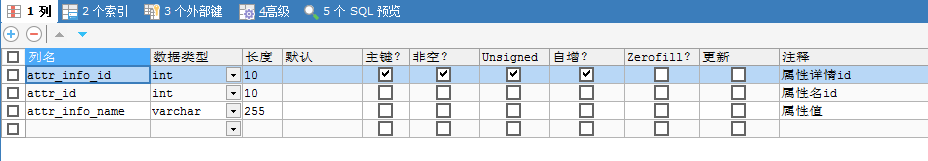 1 列 2 个索引 3 个外部键 4高级 5 个 SQL 预览
列名 数据类型 长度 默认 主键? 非空? Unsigned 自增? Zerofill? 更新 注释
attr_info_id int 10 属性详情id
attr_id int 10 属性名id
attr_info_name varchar 255 属性值